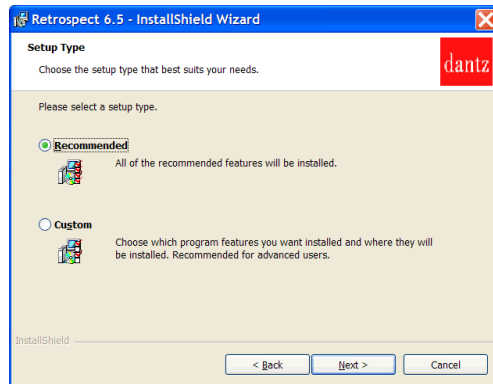 Retrospect 6.5 - InstallShield Wizard
Setup Type
Choose the setup type that best suits your needs.
dantz
Please select a setup type.
Recommended
All of the recommended features will be installed.
Custom
Choose which program features you want installed and where they will
be installed. Recommended for advanced users.
InstallShield
< Back
Next >
Cancel